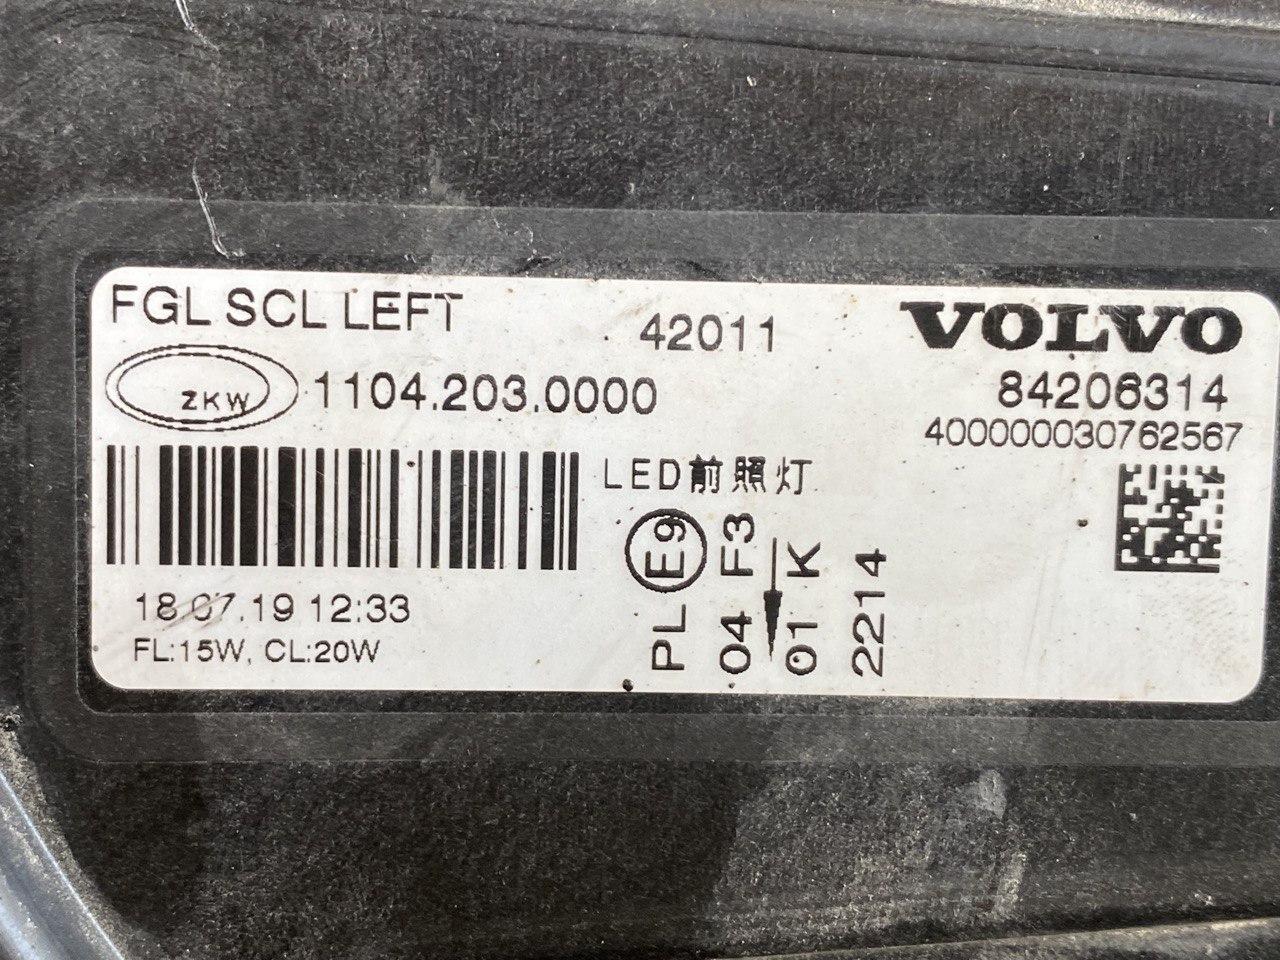 FGL SCL LEFT
42011
VOLVO
ZKW
1104.203.0000
84206314
400000030762567
LED前照灯
18.07.19 12:33
FL:15W, CL:20W
PL E9
04 F3
01 K
2214